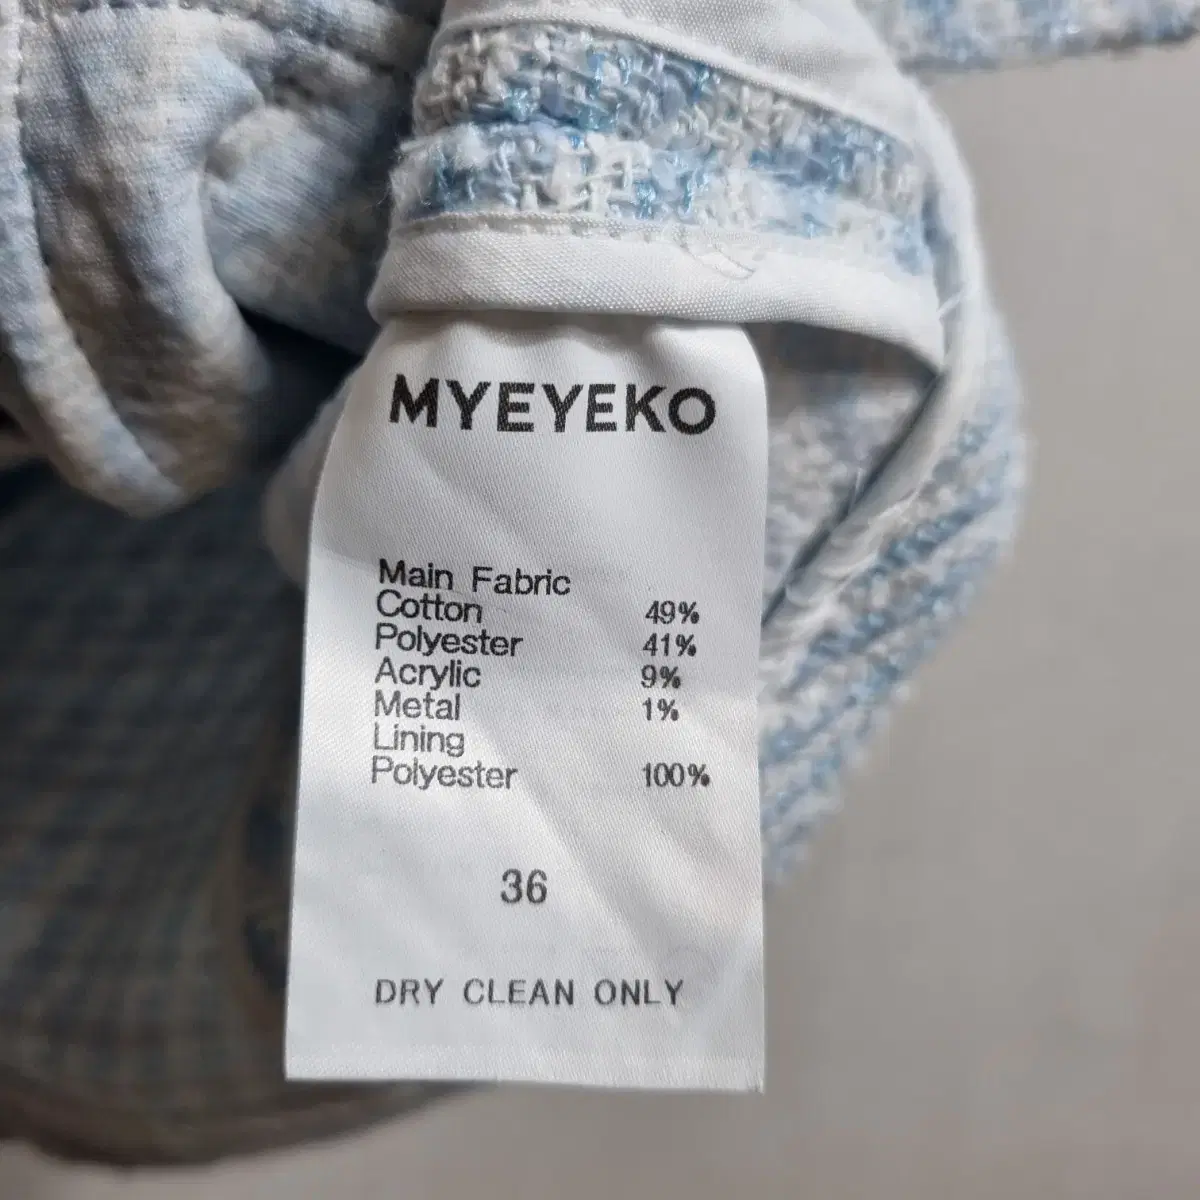 MYEYEKO
Main Fabric
Cotton 49%
Polyester 41%
Acrylic 9%
Metal 1%
Lining
Polyester 100%
36
DRY CLEAN ONLY